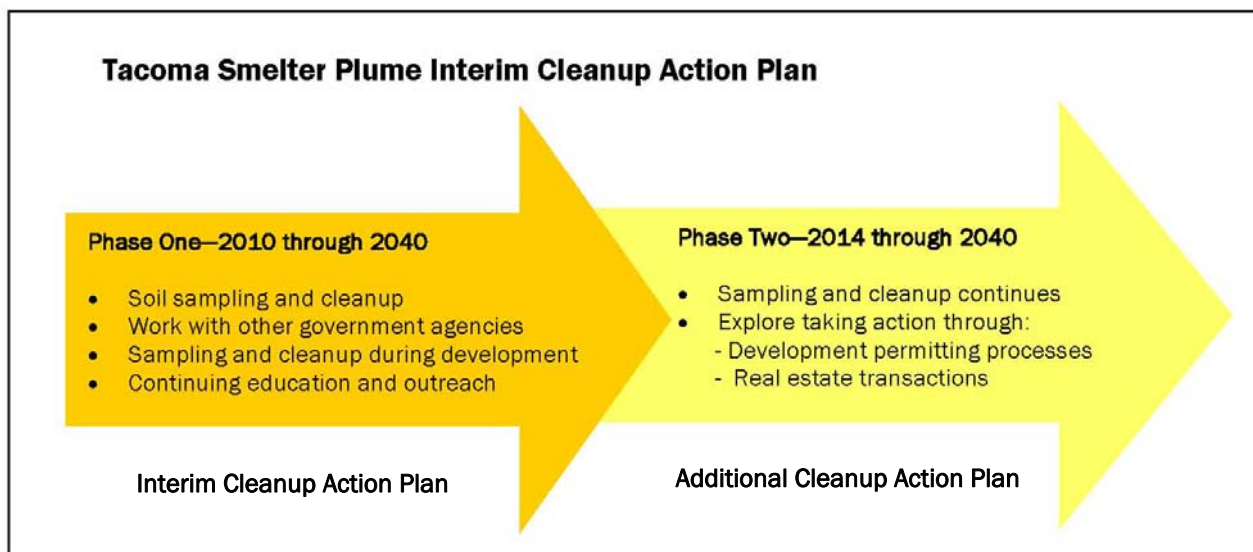 Tacoma Smelter Plume Interim Cleanup Action Plan
Phase One—2010 through 2040
• Soil sampling and cleanup
• Work with other government agencies
• Sampling and cleanup during development
• Continuing education and outreach
Interim Cleanup Action Plan
Phase Two—2014 through 2040
• Sampling and cleanup continues
• Explore taking action through:
- Development permitting processes
- Real estate transactions
Additional Cleanup Action Plan